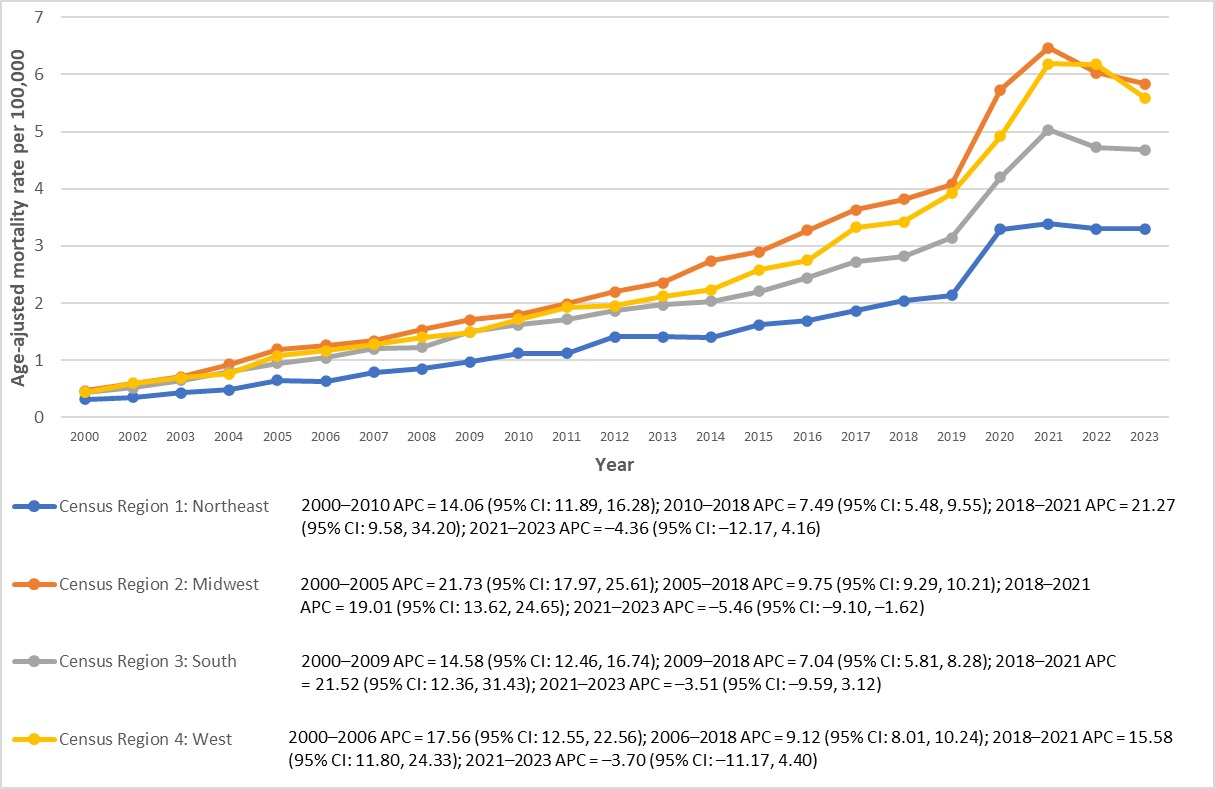 Age-adjusted mortality rate per 100,000
7
6
5
4
3
2
1
0
2000 2002 2003 2004 2005 2006 2007 2008 2009 2010 2011 2012 2013 2014 2015 2016 2017 2018 2019 2020 2021 2022 2023
Year
Census Region 1: Northeast
2000–2010 APC = 14.06 (95% CI: 11.89, 16.28); 2010–2018 APC = 7.49 (95% CI: 5.48, 9.55); 2018–2021 APC = 21.27
(95% CI: 9.58, 34.20); 2021–2023 APC = –4.36 (95% CI: –12.17, 4.16)
Census Region 2: Midwest
2000–2005 APC = 21.73 (95% CI: 17.97, 25.61); 2005–2018 APC = 9.75 (95% CI: 9.29, 10.21); 2018–2021
APC = 19.01 (95% CI: 13.62, 24.65); 2021–2023 APC = –5.46 (95% CI: –9.10, –1.62)
Census Region 3: South
2000–2009 APC = 14.58 (95% CI: 12.46, 16.74); 2009–2018 APC = 7.04 (95% CI: 5.81, 8.28); 2018–2021 APC
= 21.52 (95% CI: 12.36, 31.43); 2021–2023 APC = –3.51 (95% CI: –9.59, 3.12)
Census Region 4: West
2000–2006 APC = 17.56 (95% CI: 12.55, 22.56); 2006–2018 APC = 9.12 (95% CI: 8.01, 10.24); 2018–2021 APC = 15.58
(95% CI: 11.80, 24.33); 2021–2023 APC = –3.70 (95% CI: –11.17, 4.40)